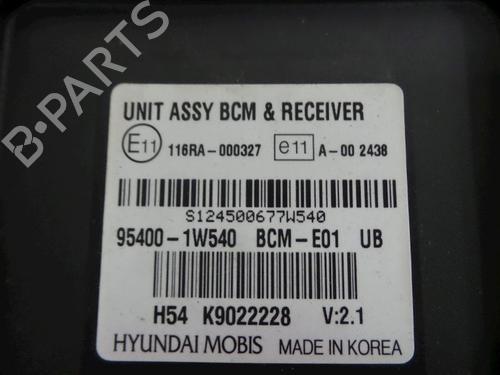 UNIT ASSY BCM & RECEIVER
E11 116RA-000327 e11 A-00 2438
S124500677W540
95400-1W540 BCM-E01 UB
H54 K9022228 V:2.1
HYUNDAI MOBIS MADE IN KOREA
B-PARTS